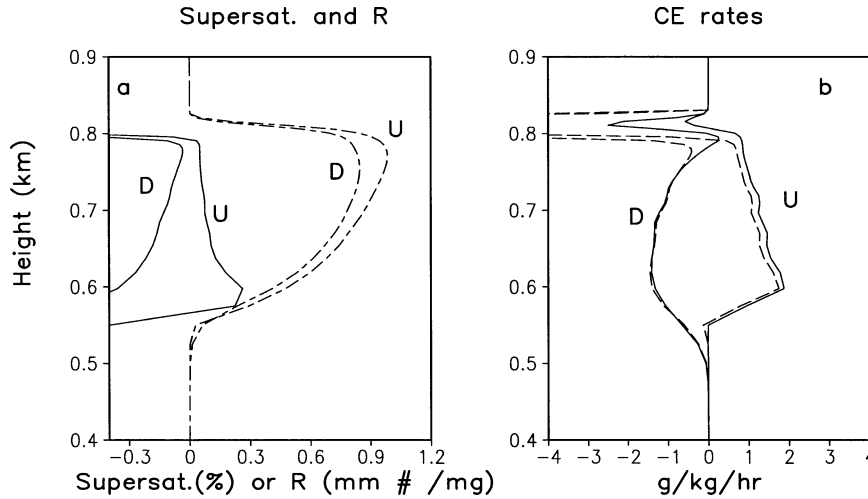 Supersat. and R
CE rates
0.9
0.8
0.7
0.6
0.5
0.4
Height (km)
a
D
U
D
U
-0.3
0
0.3
0.6
0.9
1.2
Supersat.(%) or R (mm # /mg)
0.9
0.8
0.7
0.6
0.5
0.4
b
D
U
-4
-3
-2
-1
0
1
2
3
4
g/kg/hr